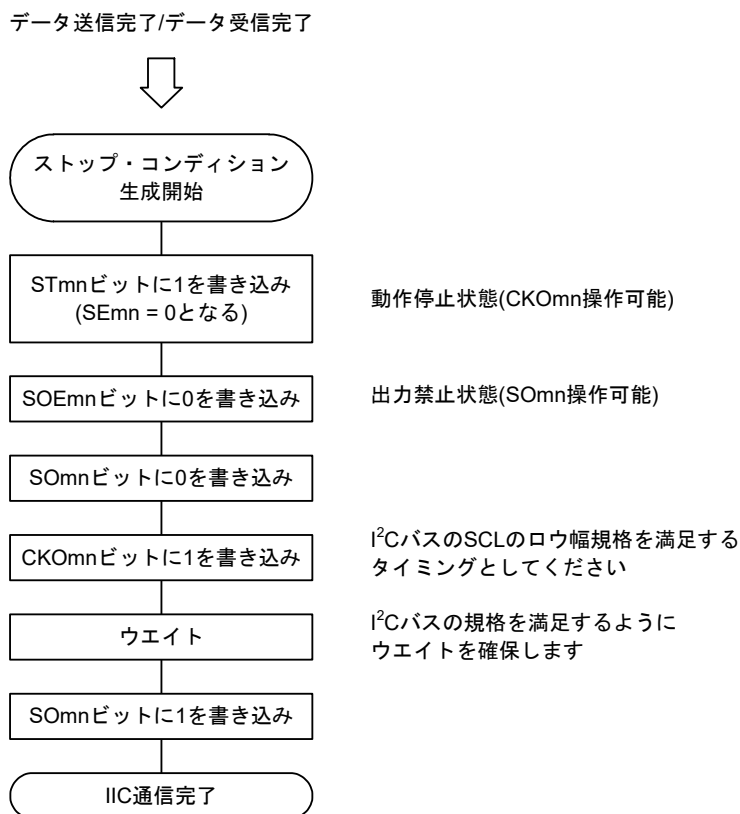 データ送信完了/データ受信完了
ストップ・コンディション
生成開始
STmnビットに1を書き込み
(SEmn = 0となる)
動作停止状態(CKOmn操作可能)
SOEmnビットに0を書き込み
出力禁止状態(SOmn操作可能)
SOmnビットに0を書き込み
CKOmnビットに1を書き込み
I²CバスのSCLのロウ幅規格を満足する
タイミングとしてください
ウエイト
I²Cバスの規格を満足するように
ウエイトを確保します
SOmnビットに1を書き込み
IIC通信完了